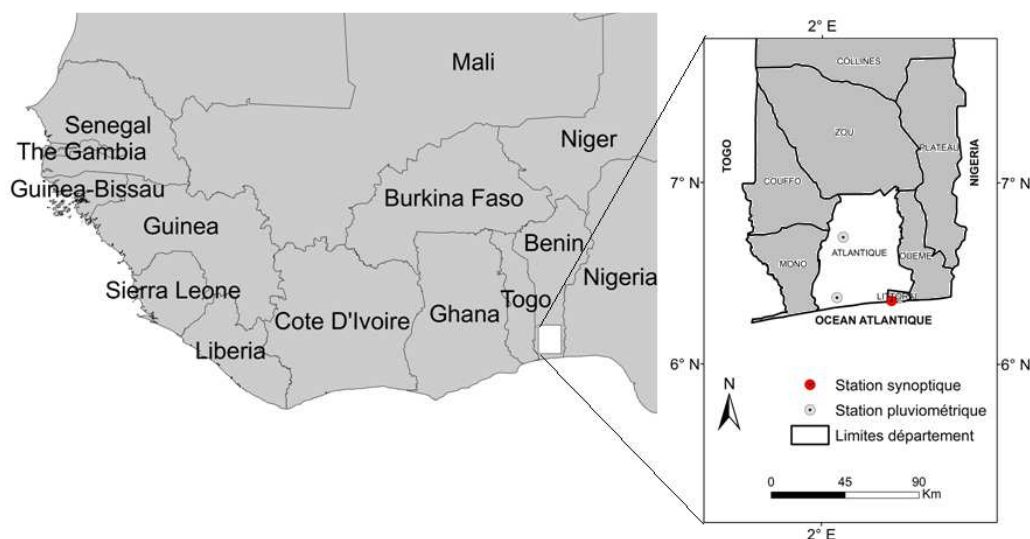 Mali
Senegal
The Gambia
Guinea-Bissau
Guinea
Sierra Leone
Liberia
Cote D'Ivoire
Burkina Faso
Ghana
Togo
Benin
Niger
Nigeria
2° E
COLLINES
ZOU
PLATEAU
TOGO
NIGERIA
COUFFO
7° N
7° N
ATLANTIQUE
MONO
OUEME
LITTORAL
OCEAN ATLANTIQUE
6° N
6° N
N
Station synoptique
Station pluviométrique
Limites département
0 45 90
Km
2° E